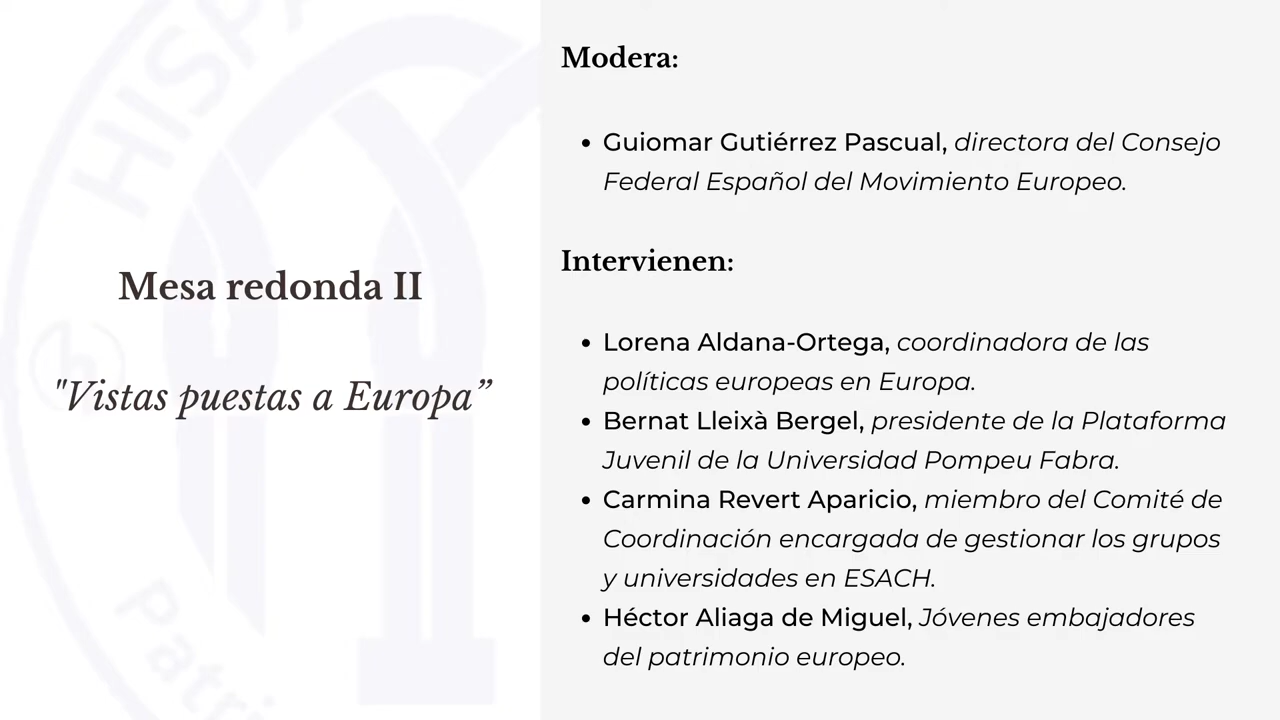 HISPA
Patri
Mesa redonda II
"Vistas puestas a Europa”
Modera:
• Guiomar Gutiérrez Pascual, directora del Consejo
Federal Español del Movimiento Europeo.
Intervienen:
• Lorena Aldana-Ortega, coordinadora de las
políticas europeas en Europa.
• Bernat Lleixà Bergel, presidente de la Plataforma
Juvenil de la Universidad Pompeu Fabra.
• Carmina Revert Aparicio, miembro del Comité de
Coordinación encargada de gestionar los grupos
y universidades en ESACH.
• Héctor Aliaga de Miguel, Jóvenes embajadores
del patrimonio europeo.